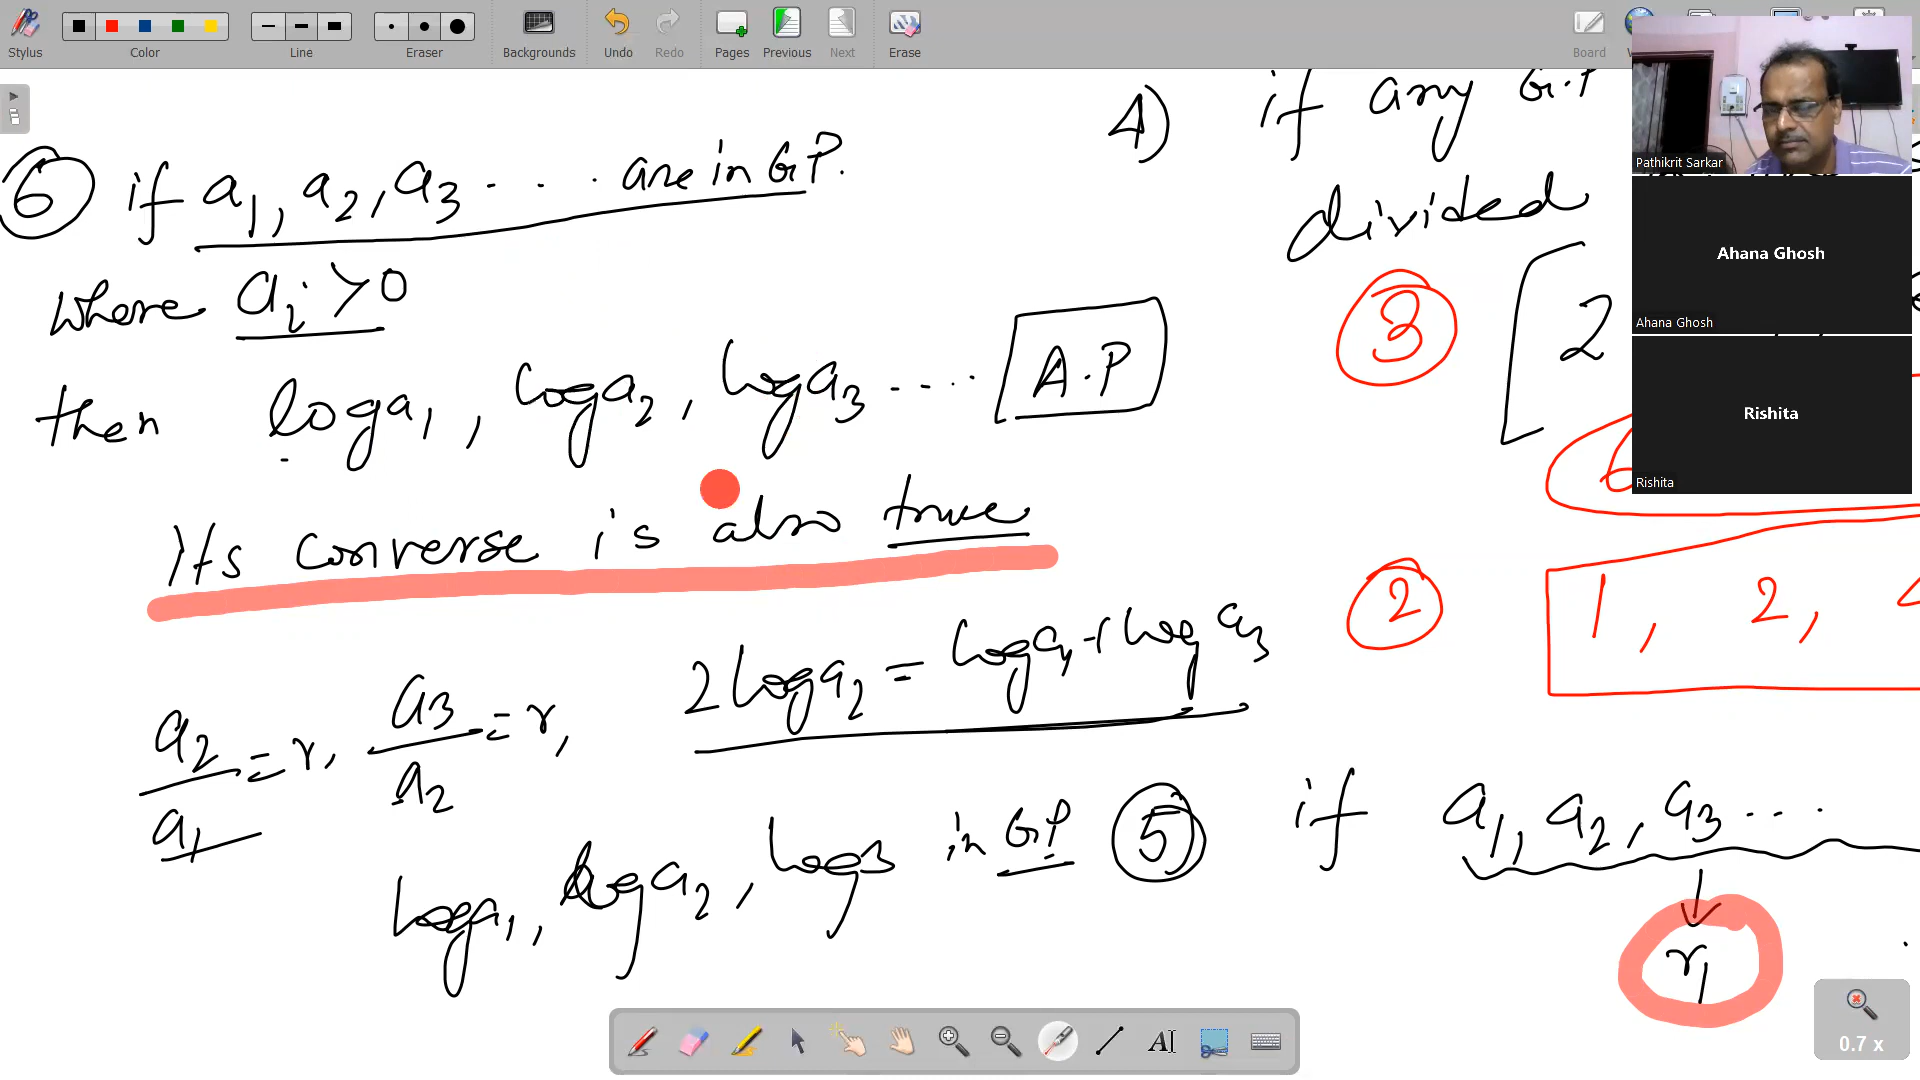 Stylus
Color
Line
Eraser
Backgrounds
Undo
Redo
Pages
Previous
Next
Erase
Board
Pathikrit Sarkar
Ahana Ghosh
Ahana Ghosh
Rishita
Rishita
6 if a1, a2, a3 ... are in G.P.
where ai > 0
then log a1, log a2, log a3 .... A.P
Its converse is also true
a2/a1 = r, a3/a2 = r, 2 log a2 = log a1 + log a3
log a1, log a2, log 3 in GP
4) if any G.P
divided
3 [ 2
6
2 1, 2, 4
5 if a1, a2, a3 ...
r1
0.7 x